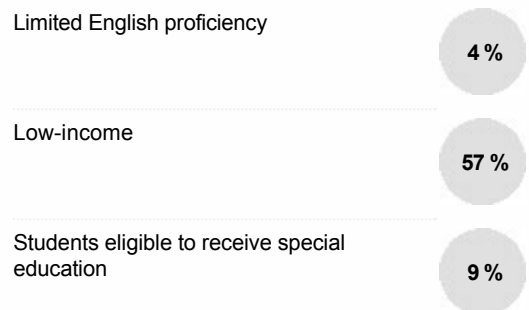 Limited English proficiency
4 %
Low-income
57 %
Students eligible to receive special
education
9 %